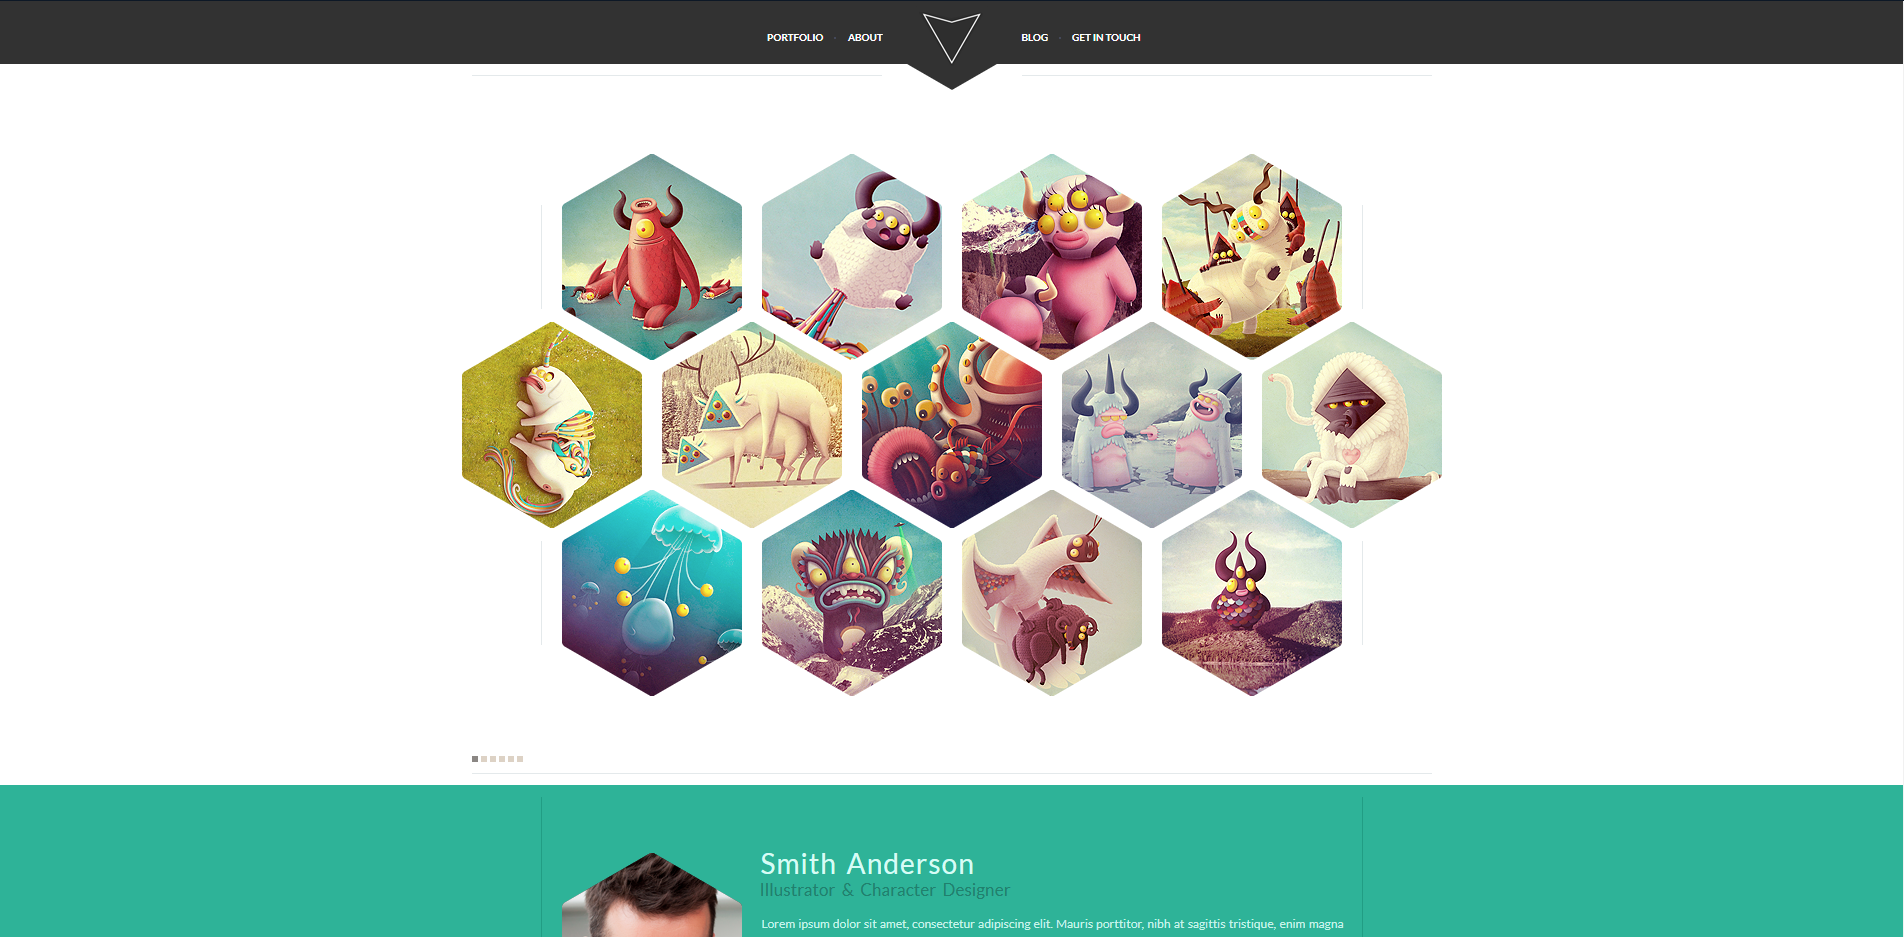 PORTFOLIO · ABOUT
BLOG · GET IN TOUCH
Smith Anderson
Illustrator & Character Designer
Lorem ipsum dolor sit amet, consectetur adipiscing elit. Mauris porttitor, nibh at sagittis tristique, enim magna